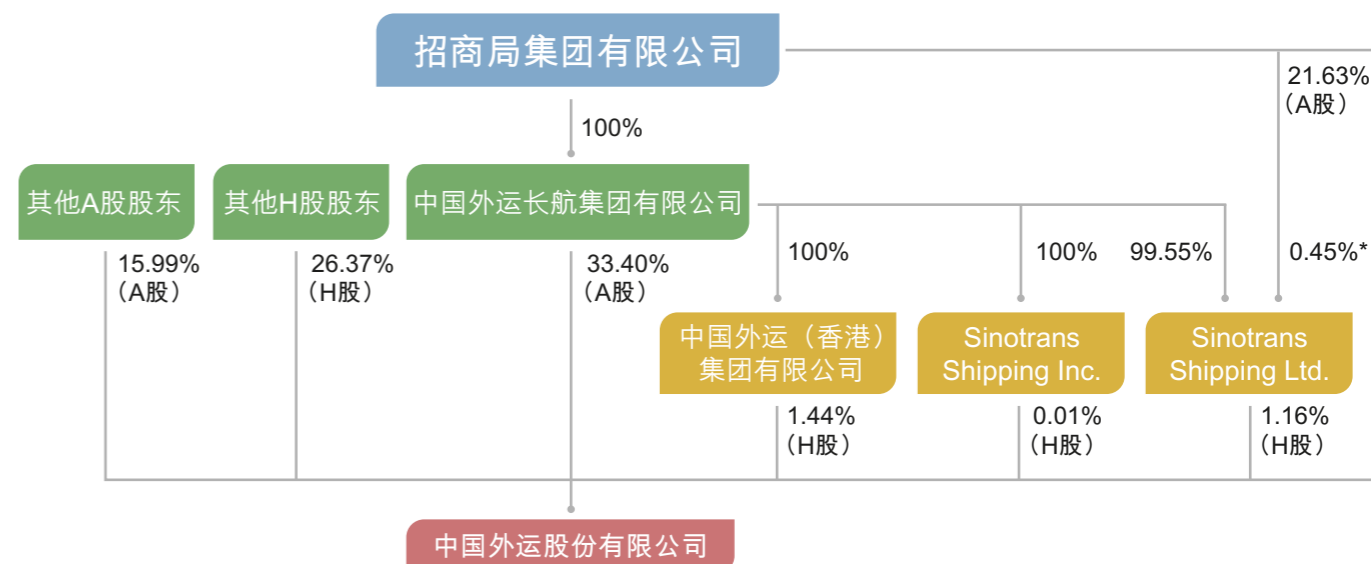 招商局集团有限公司
21.63%
（A股）
100%
其他A股股东
其他H股股东
中国外运长航集团有限公司
15.99%
（A股）
26.37%
（H股）
33.40%
（A股）
100%
100%
99.55%
0.45%*
中国外运（香港）
集团有限公司
Sinotrans
Shipping Inc.
Sinotrans
Shipping Ltd.
1.44%
（H股）
0.01%
（H股）
1.16%
（H股）
中国外运股份有限公司